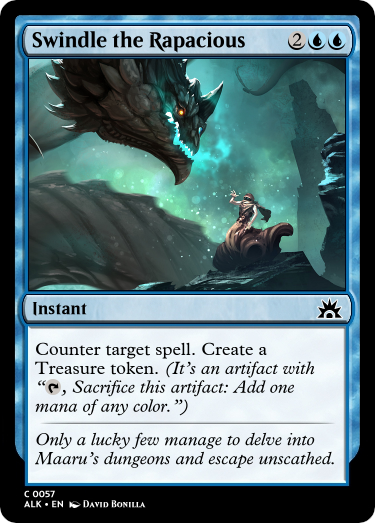 Swindle the Rapacious 2
Instant
Counter target spell. Create a
Treasure token. (It's an artifact with
“, Sacrifice this artifact: Add one
mana of any color.”)
Only a lucky few manage to delve into
Maaru's dungeons and escape unscathed.
C 0057
ALK • EN David Bonilla